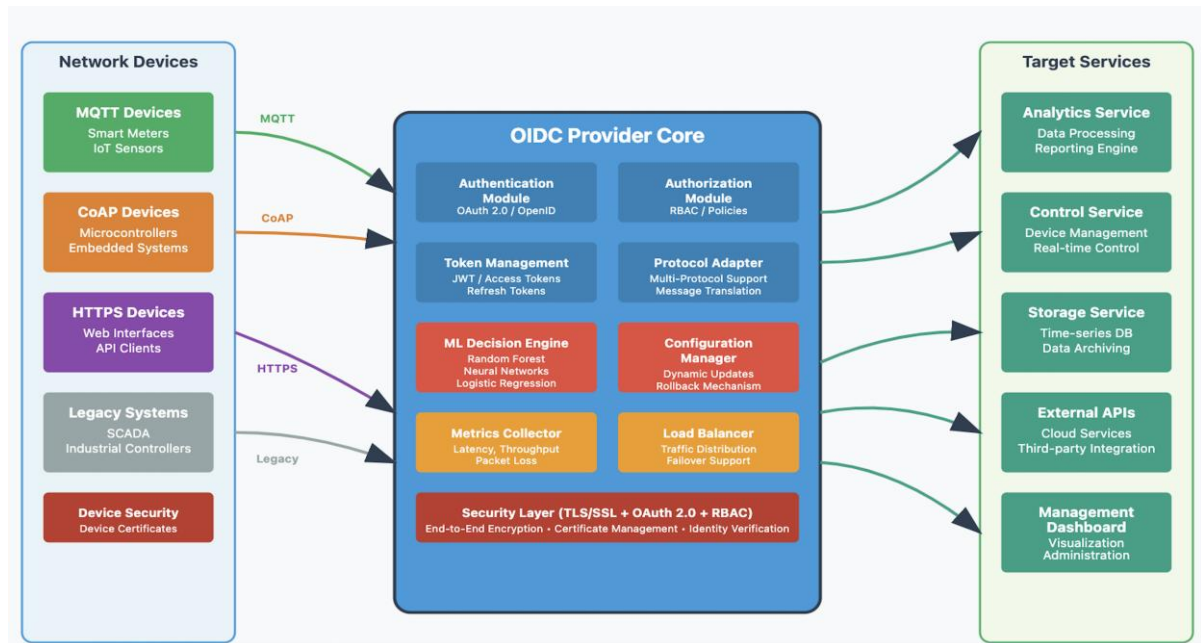 Network Devices
MQTT Devices
Smart Meters
IoT Sensors
CoAP Devices
Microcontrollers
Embedded Systems
HTTPS Devices
Web Interfaces
API Clients
Legacy Systems
SCADA
Industrial Controllers
Device Security
Device Certificates
MQTT
CoAP
HTTPS
Legacy
OIDC Provider Core
Authentication
Module
OAuth 2.0 / OpenID
Authorization
Module
RBAC / Policies
Token Management
JWT / Access Tokens
Refresh Tokens
Protocol Adapter
Multi-Protocol Support
Message Translation
ML Decision Engine
Random Forest
Neural Networks
Logistic Regression
Configuration
Manager
Dynamic Updates
Rollback Mechanism
Metrics Collector
Latency, Throughput
Packet Loss
Load Balancer
Traffic Distribution
Failover Support
Security Layer (TLS/SSL + OAuth 2.0 + RBAC)
End-to-End Encryption • Certificate Management • Identity Verification
Target Services
Analytics Service
Data Processing
Reporting Engine
Control Service
Device Management
Real-time Control
Storage Service
Time-series DB
Data Archiving
External APIs
Cloud Services
Third-party Integration
Management
Dashboard
Visualization
Administration